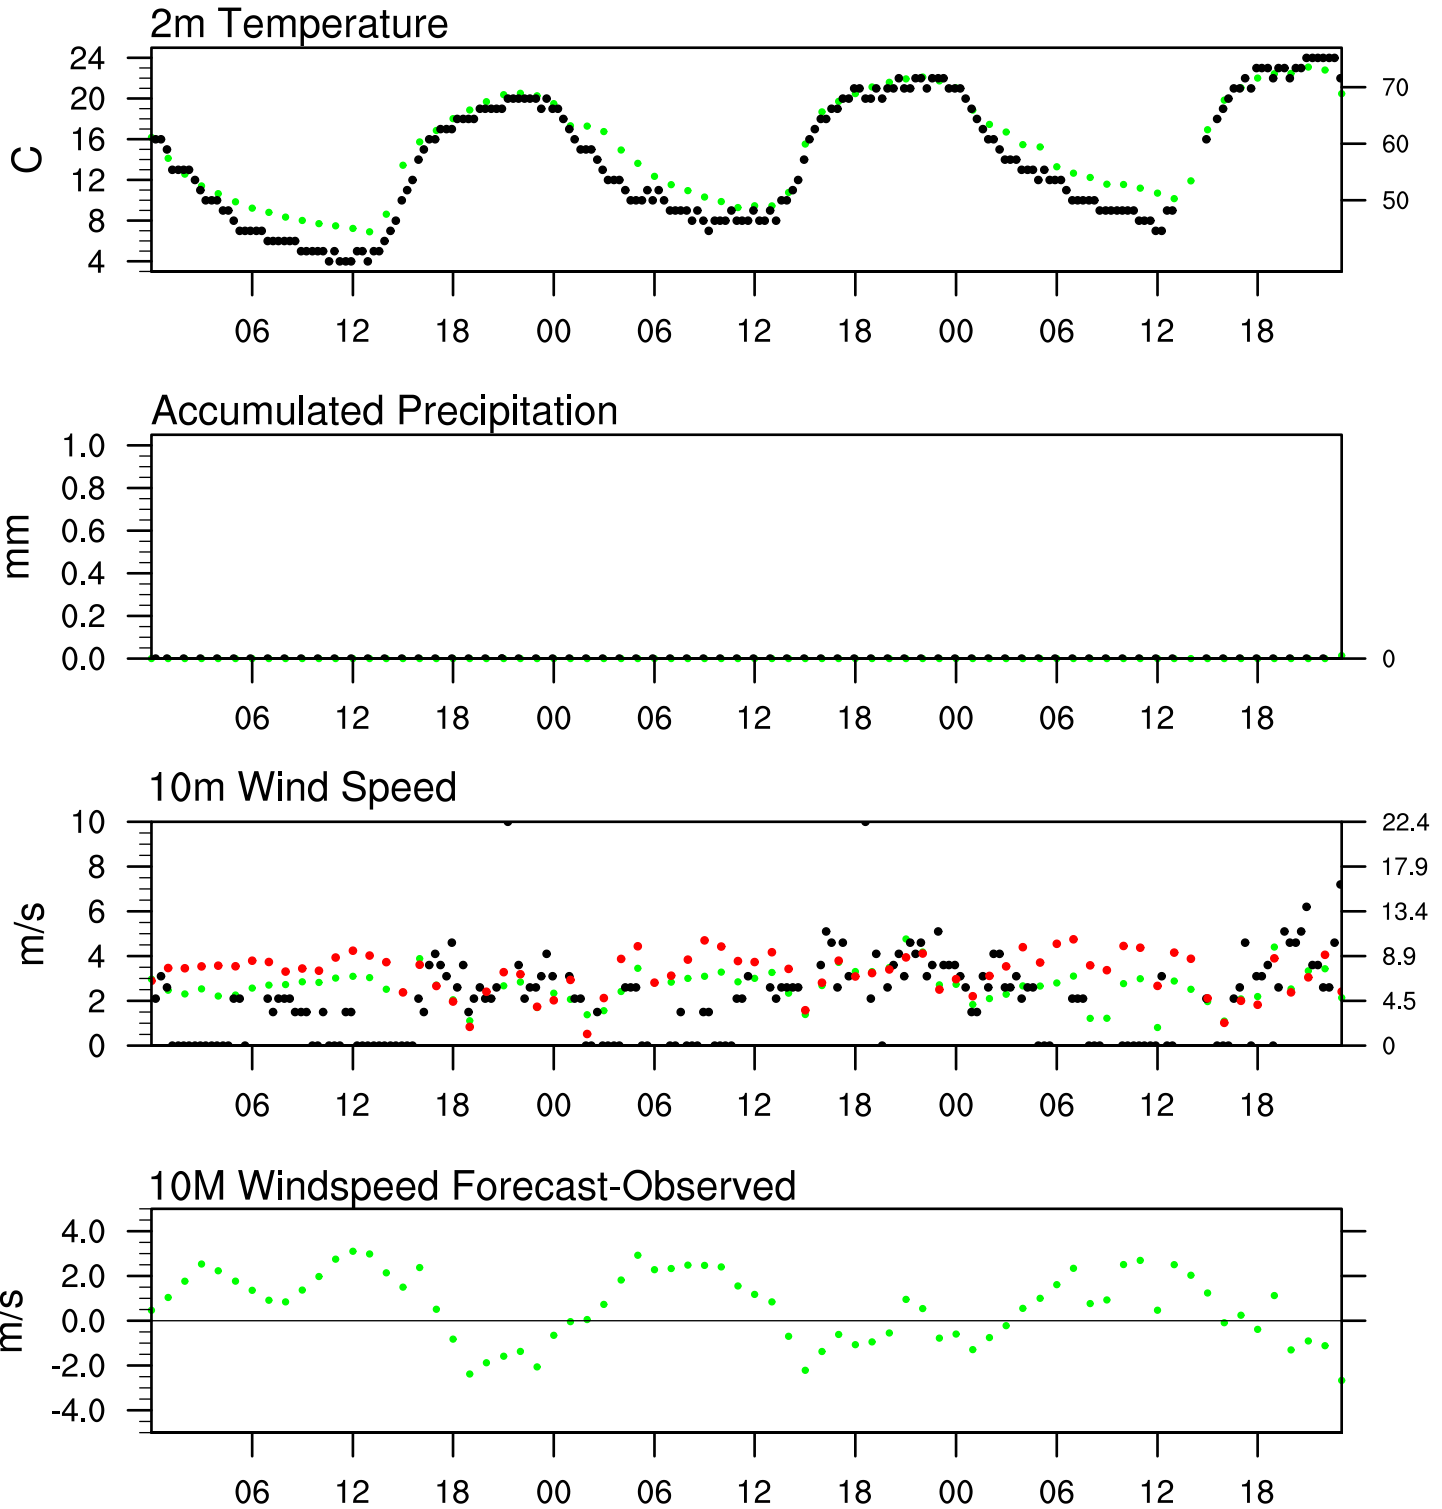 2m Temperature
24
20
16
12
8
4
C
70
60
50
06 12 18 00 06 12 18 00 06 12 18
Accumulated Precipitation
1.0
0.8
0.6
0.4
0.2
0.0
mm
0
06 12 18 00 06 12 18 00 06 12 18
10m Wind Speed
10
8
6
4
2
0
m/s
22.4
17.9
13.4
8.9
4.5
0
06 12 18 00 06 12 18 00 06 12 18
10M Windspeed Forecast-Observed
4.0
2.0
0.0
-2.0
-4.0
m/s
06 12 18 00 06 12 18 00 06 12 18